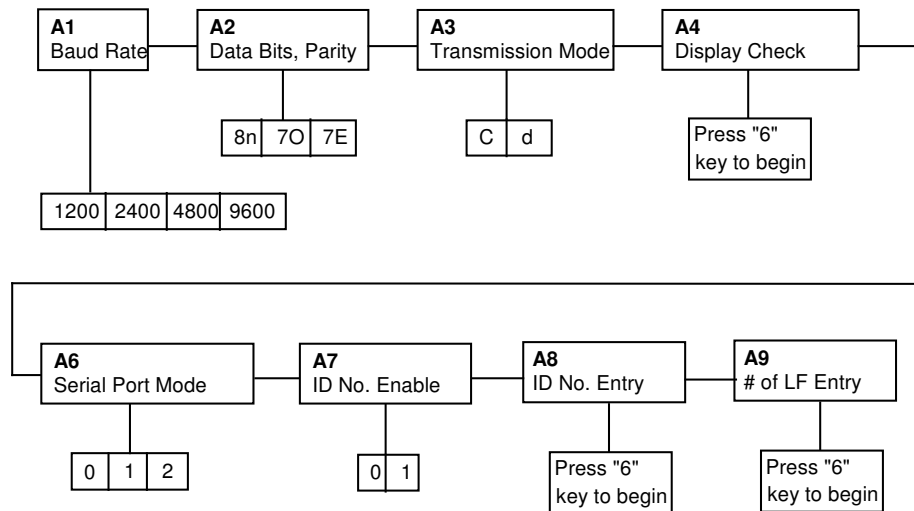 A1
Baud Rate
A2
Data Bits, Parity
A3
Transmission Mode
A4
Display Check
8n 7O 7E
C d
Press "6"
key to begin
1200 2400 4800 9600
A6
Serial Port Mode
A7
ID No. Enable
A8
ID No. Entry
A9
# of LF Entry
0 1 2
0 1
Press "6"
key to begin
Press "6"
key to begin